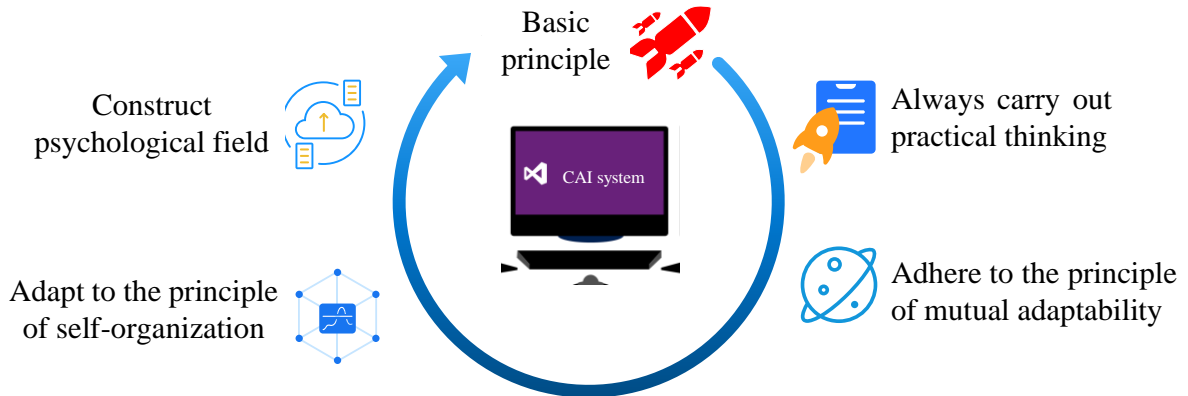 Basic
principle
Always carry out
practical thinking
Adhere to the principle
of mutual adaptability
Adapt to the principle
of self-organization
Construct
psychological field
CAI system